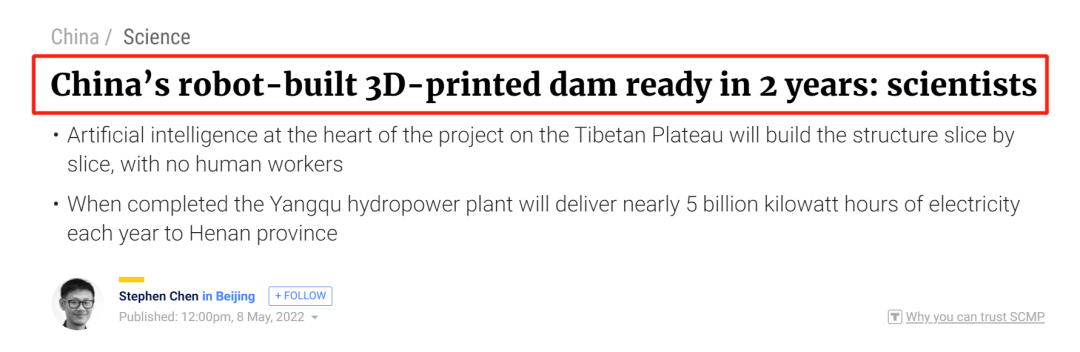 China / Science
China’s robot-built 3D-printed dam ready in 2 years: scientists
• Artificial intelligence at the heart of the project on the Tibetan Plateau will build the structure slice by
slice, with no human workers
• When completed the Yangqu hydropower plant will deliver nearly 5 billion kilowatt hours of electricity
each year to Henan province
Stephen Chen in Beijing + FOLLOW
Published: 12:00pm, 8 May, 2022
T Why you can trust SCMP